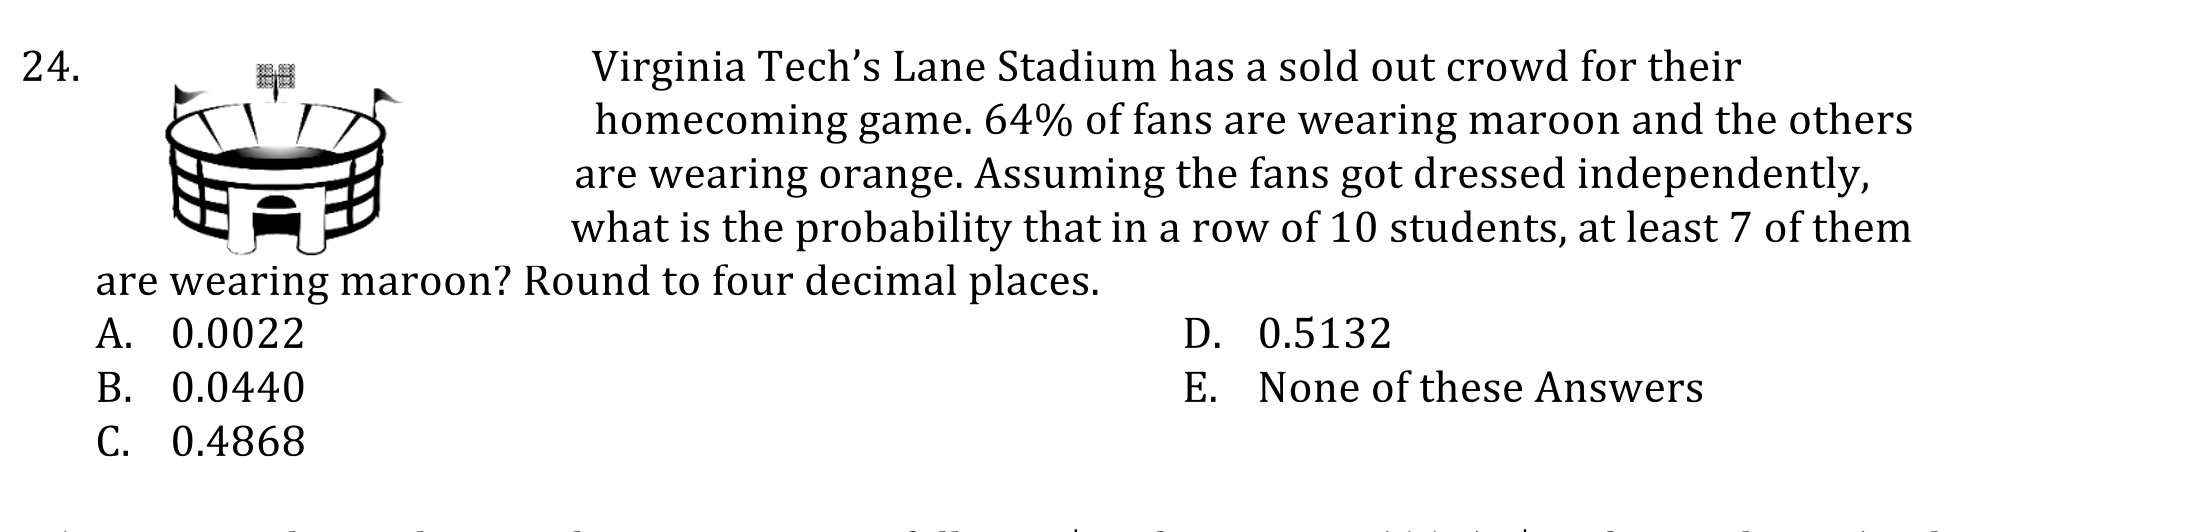 24.
Virginia Tech’s Lane Stadium has a sold out crowd for their
homecoming game. 64% of fans are wearing maroon and the others
are wearing orange. Assuming the fans got dressed independently,
what is the probability that in a row of 10 students, at least 7 of them
are wearing maroon? Round to four decimal places.
A. 0.0022
B. 0.0440
C. 0.4868
D. 0.5132
E. None of these Answers